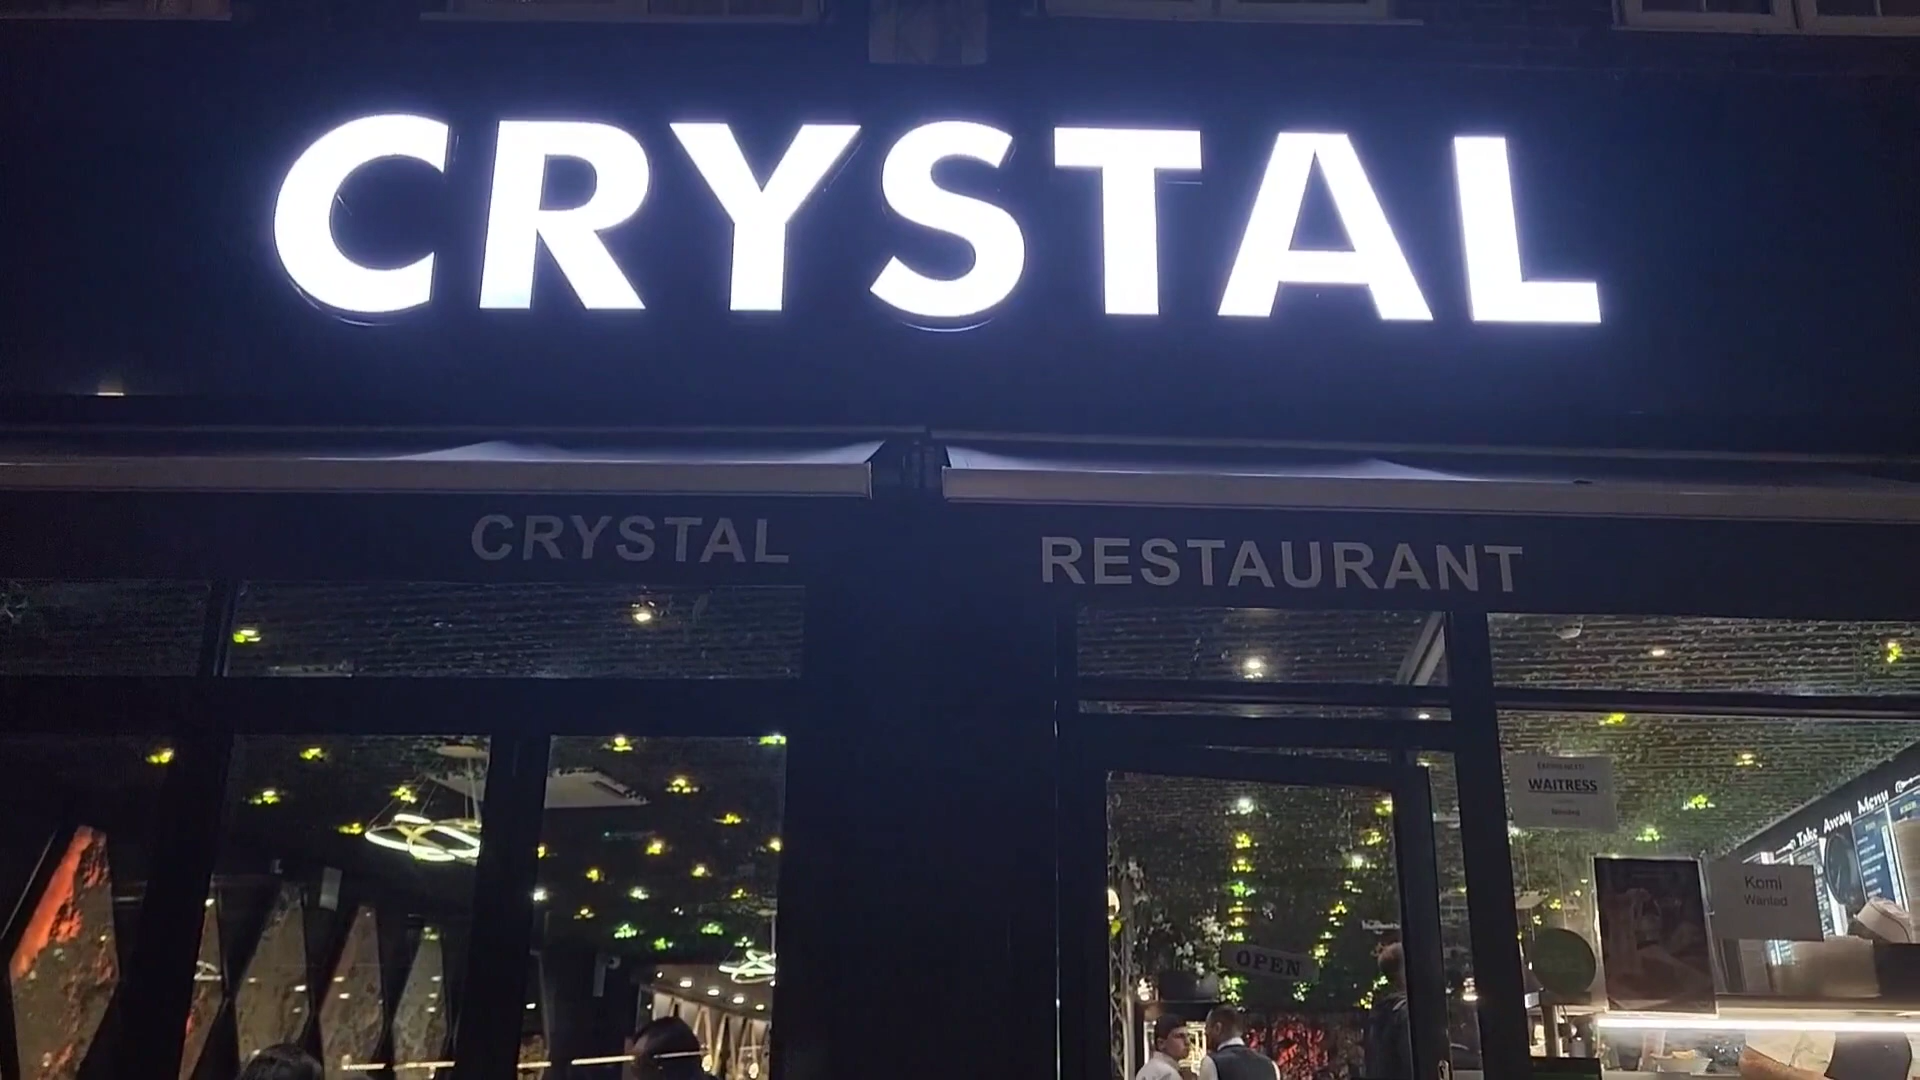 CRYSTAL
CRYSTAL RESTAURANT
WAITRESS
Take Away Menu
Komi
Wanted
OPEN